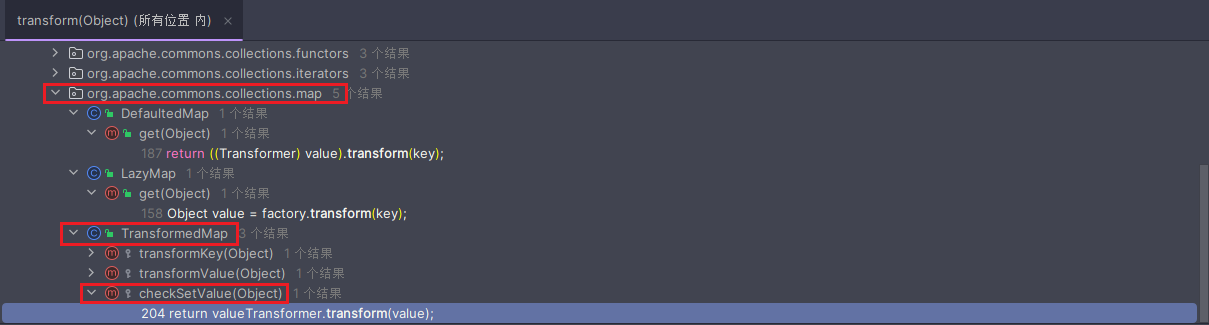 transform(Object) (所有位置 内) ×
org.apache.commons.collections.functors 3 个结果
org.apache.commons.collections.iterators 3 个结果
org.apache.commons.collections.map 5 个结果
DefaultedMap 1 个结果
get(Object) 1 个结果
187 return ((Transformer) value).transform(key);
LazyMap 1 个结果
get(Object) 1 个结果
158 Object value = factory.transform(key);
TransformedMap 3 个结果
transformKey(Object) 1 个结果
transformValue(Object) 1 个结果
checkSetValue(Object) 1 个结果
204 return valueTransformer.transform(value);